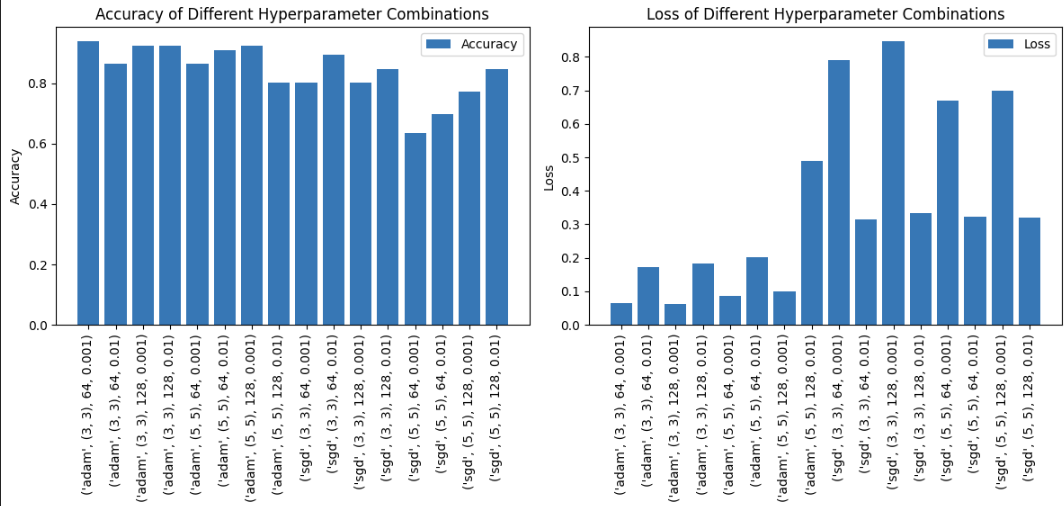 Accuracy of Different Hyperparameter Combinations
Accuracy
Accuracy
0.8
0.6
0.4
0.2
0.0
('adam', (3, 3), 64, 0.001)
('adam', (3, 3), 64, 0.01)
('adam', (3, 3), 128, 0.001)
('adam', (3, 3), 128, 0.01)
('adam', (5, 5), 64, 0.001)
('adam', (5, 5), 64, 0.01)
('adam', (5, 5), 128, 0.001)
('adam', (5, 5), 128, 0.01)
('sgd', (3, 3), 64, 0.001)
('sgd', (3, 3), 64, 0.01)
('sgd', (3, 3), 128, 0.001)
('sgd', (3, 3), 128, 0.01)
('sgd', (5, 5), 64, 0.001)
('sgd', (5, 5), 64, 0.01)
('sgd', (5, 5), 128, 0.001)
('sgd', (5, 5), 128, 0.01)
Loss of Different Hyperparameter Combinations
Loss
Loss
0.8
0.7
0.6
0.5
0.4
0.3
0.2
0.1
0.0
('adam', (3, 3), 64, 0.001)
('adam', (3, 3), 64, 0.01)
('adam', (3, 3), 128, 0.001)
('adam', (3, 3), 128, 0.01)
('adam', (5, 5), 64, 0.001)
('adam', (5, 5), 64, 0.01)
('adam', (5, 5), 128, 0.001)
('adam', (5, 5), 128, 0.01)
('sgd', (3, 3), 64, 0.001)
('sgd', (3, 3), 64, 0.01)
('sgd', (3, 3), 128, 0.001)
('sgd', (3, 3), 128, 0.01)
('sgd', (5, 5), 64, 0.001)
('sgd', (5, 5), 64, 0.01)
('sgd', (5, 5), 128, 0.001)
('sgd', (5, 5), 128, 0.01)